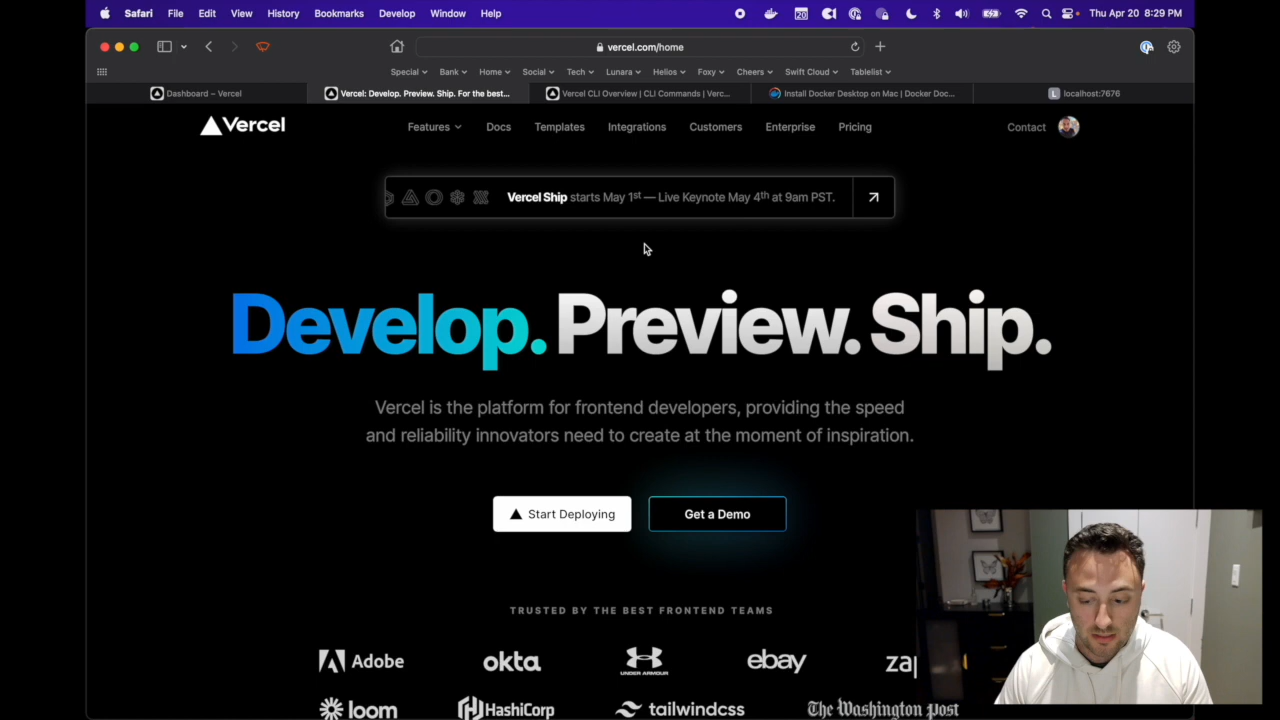 Safari File Edit View History Bookmarks Develop Window Help 20 Thu Apr 20 8:29 PM
vercel.com/home
Special Bank Home Social Tech Lunara Helios Foxy Cheers Swift Cloud Tablelist
Dashboard – Vercel Vercel: Develop. Preview. Ship. For the best... Vercel CLI Overview | CLI Commands | Verc... Install Docker Desktop on Mac | Docker Doc... L localhost:7676
Vercel Features Docs Templates Integrations Customers Enterprise Pricing Contact
Vercel Ship starts May 1st — Live Keynote May 4th at 9am PST.
Develop. Preview. Ship.
Vercel is the platform for frontend developers, providing the speed
and reliability innovators need to create at the moment of inspiration.
Start Deploying Get a Demo
TRUSTED BY THE BEST FRONTEND TEAMS
Adobe okta UNDER ARMOUR ebay zap
loom HashiCorp tailwindcss The Washington Post